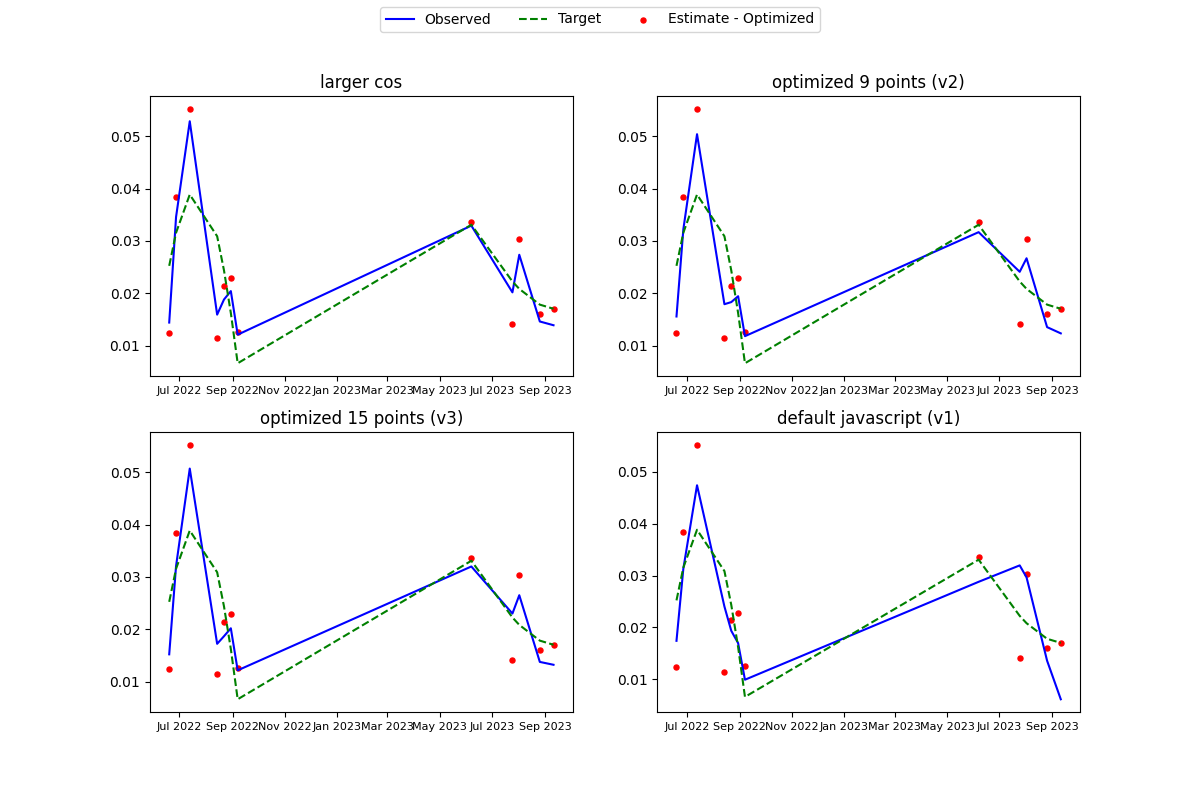 Observed Target Estimate - Optimized
larger cos
0.05
0.04
0.03
0.02
0.01
Jul 2022 Sep 2022 Nov 2022 Jan 2023 Mar 2023 May 2023 Jul 2023 Sep 2023
optimized 9 points (v2)
0.05
0.04
0.03
0.02
0.01
Jul 2022 Sep 2022 Nov 2022 Jan 2023 Mar 2023 May 2023 Jul 2023 Sep 2023
optimized 15 points (v3)
0.05
0.04
0.03
0.02
0.01
Jul 2022 Sep 2022 Nov 2022 Jan 2023 Mar 2023 May 2023 Jul 2023 Sep 2023
default javascript (v1)
0.05
0.04
0.03
0.02
0.01
Jul 2022 Sep 2022 Nov 2022 Jan 2023 Mar 2023 May 2023 Jul 2023 Sep 2023